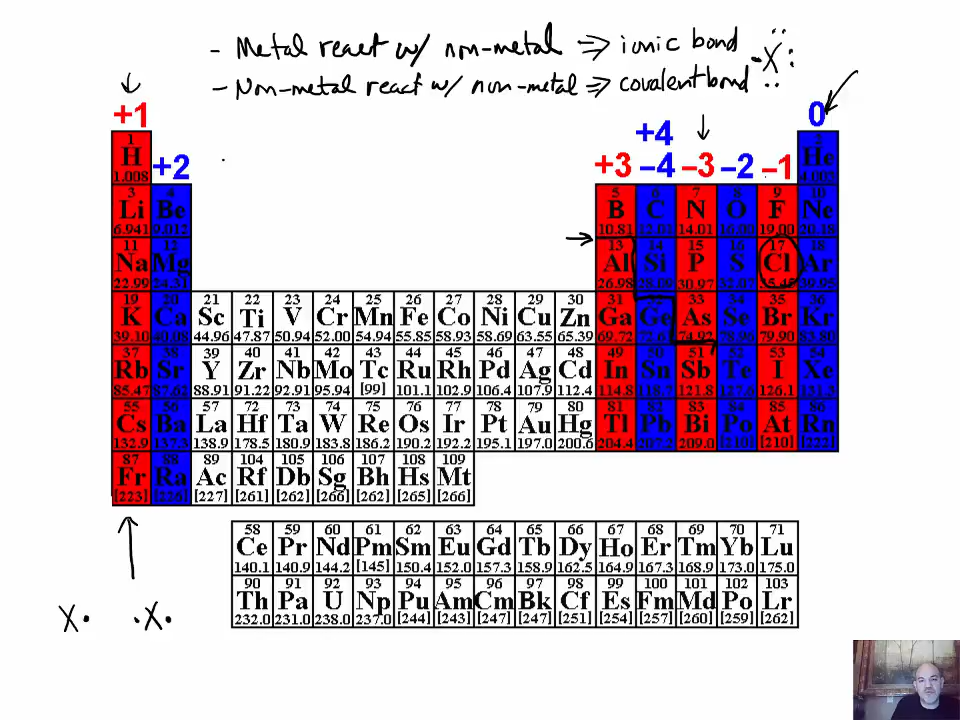 - Metal react w/ non-metal ⇒ ionic bond
- Non-metal react w/ non-metal ⇒ covalent bond
·X:
+1 0
+4
+2 +3 -4 -3 -2 -1
1 2
H He
1.008 4.003
3 4 5 6 7 8 9 10
Li Be B C N O F Ne
6.941 9.012 10.81 12.01 14.01 16.00 19.00 20.18
11 12 13 14 15 16 17 18
Na Mg Al Si P S Cl Ar
22.99 24.31 26.98 28.09 30.97 32.07 35.45 39.95
19 20 21 22 23 24 25 26 27 28 29 30 31 32 33 34 35 36
K Ca Sc Ti V Cr Mn Fe Co Ni Cu Zn Ga Ge As Se Br Kr
39.10 40.08 44.96 47.87 50.94 52.00 54.94 55.85 58.93 58.69 63.55 65.39 69.72 72.61 74.92 78.96 79.90 83.80
37 38 39 40 41 42 43 44 45 46 47 48 49 50 51 52 53 54
Rb Sr Y Zr Nb Mo Tc Ru Rh Pd Ag Cd In Sn Sb Te I Xe
85.47 87.62 88.91 91.22 92.91 95.94 [99] 101.1 102.9 106.4 107.9 112.4 114.8 118.7 121.8 127.6 126.1 131.3
55 56 57 72 73 74 75 76 77 78 79 80 81 82 83 84 85 86
Cs Ba La Hf Ta W Re Os Ir Pt Au Hg Tl Pb Bi Po At Rn
132.9 137.3 138.9 178.5 180.9 183.8 186.2 190.2 192.2 195.1 197.0 200.6 204.4 207.2 209.0 [210] [210] [222]
87 88 89 104 105 106 107 108 109
Fr Ra Ac Rf Db Sg Bh Hs Mt
[223] [226] [227] [261] [262] [266] [262] [265] [266]
58 59 60 61 62 63 64 65 66 67 68 69 70 71
Ce Pr Nd Pm Sm Eu Gd Tb Dy Ho Er Tm Yb Lu
140.1 140.9 144.2 [145] 150.4 152.0 157.3 158.9 162.5 164.9 167.3 168.9 173.0 175.0
90 91 92 93 94 95 96 97 98 99 100 101 102 103
Th Pa U Np Pu Am Cm Bk Cf Es Fm Md Po Lr
232.0 231.0 238.0 237.0 [244] [243] [247] [247] [251] [254] [257] [260] [259] [262]
X· ·X·